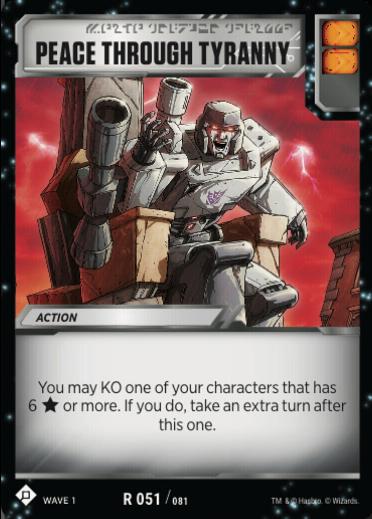 PEACE THROUGH TYRANNY
ACTION
You may KO one of your characters that has
6 ★ or more. If you do, take an extra turn after
this one.
WAVE 1
R 051 / 081
TM & © Hasbro. © Wizards.